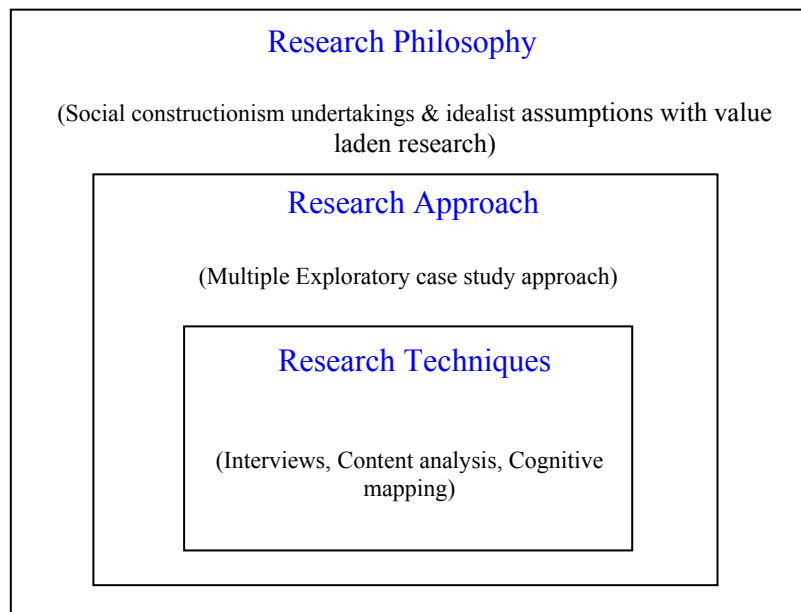 Research Philosophy
(Social constructionism undertakings & idealist assumptions with value
laden research)
Research Approach
(Multiple Exploratory case study approach)
Research Techniques
(Interviews, Content analysis, Cognitive
mapping)